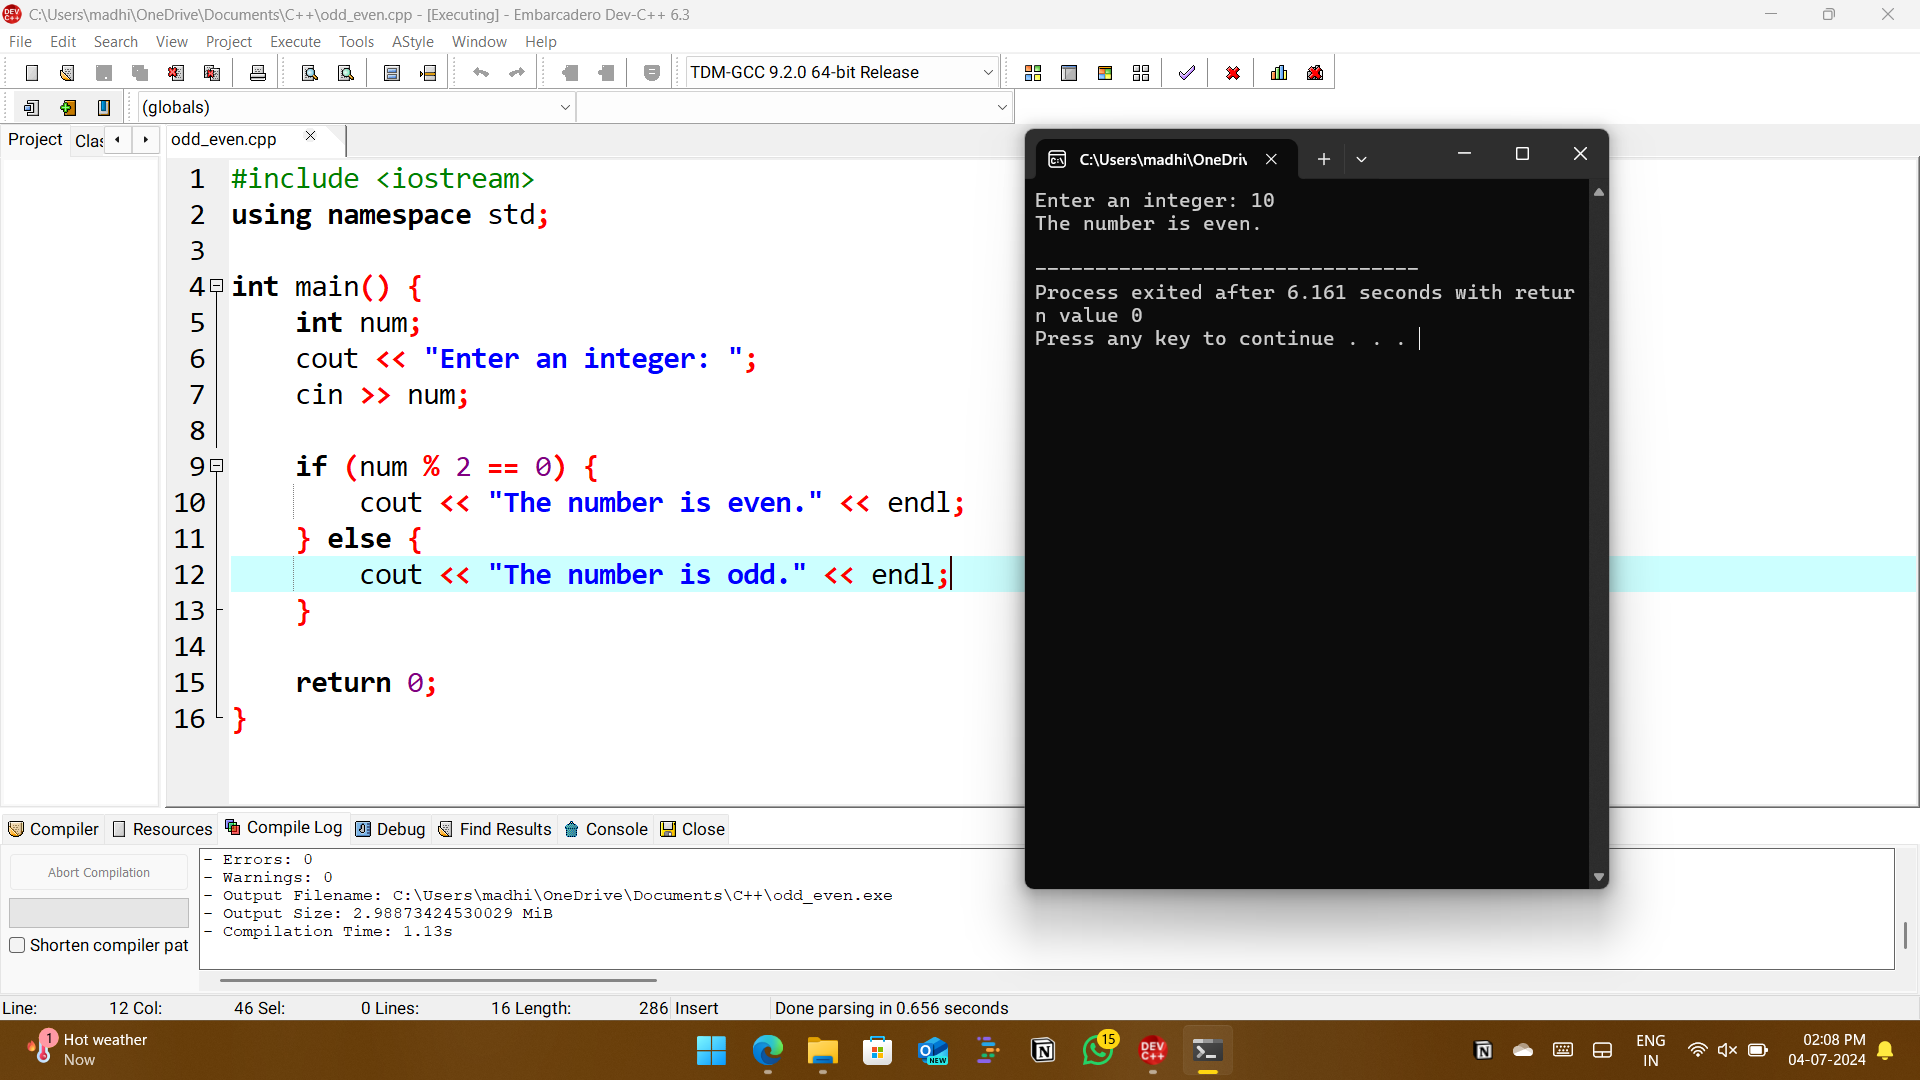 C:\Users\madhi\OneDrive\Documents\C++\odd_even.cpp - [Executing] - Embarcadero Dev-C++ 6.3
File Edit Search View Project Execute Tools AStyle Window Help
TDM-GCC 9.2.0 64-bit Release
(globals)
Project Clas odd_even.cpp
1 #include <iostream>
2 using namespace std;
3
4 int main() {
5 int num;
6 cout << "Enter an integer: ";
7 cin >> num;
8
9 if (num % 2 == 0) {
10 cout << "The number is even." << endl;
11 } else {
12 cout << "The number is odd." << endl;
13 }
14
15 return 0;
16 }
C:\Users\madhi\OneDriv
Enter an integer: 10
The number is even.
--------------------------------
Process exited after 6.161 seconds with retur
n value 0
Press any key to continue . . .
Compiler Resources Compile Log Debug Find Results Console Close
Abort Compilation
Shorten compiler pat
- Errors: 0
- Warnings: 0
- Output Filename: C:\Users\madhi\OneDrive\Documents\C++\odd_even.exe
- Output Size: 2.98873424530029 MiB
- Compilation Time: 1.13s
Line: 12 Col: 46 Sel: 0 Lines: 16 Length: 286 Insert Done parsing in 0.656 seconds
1 Hot weather
Now
NEW
15
DEV
C++
ENG
IN
02:08 PM
04-07-2024